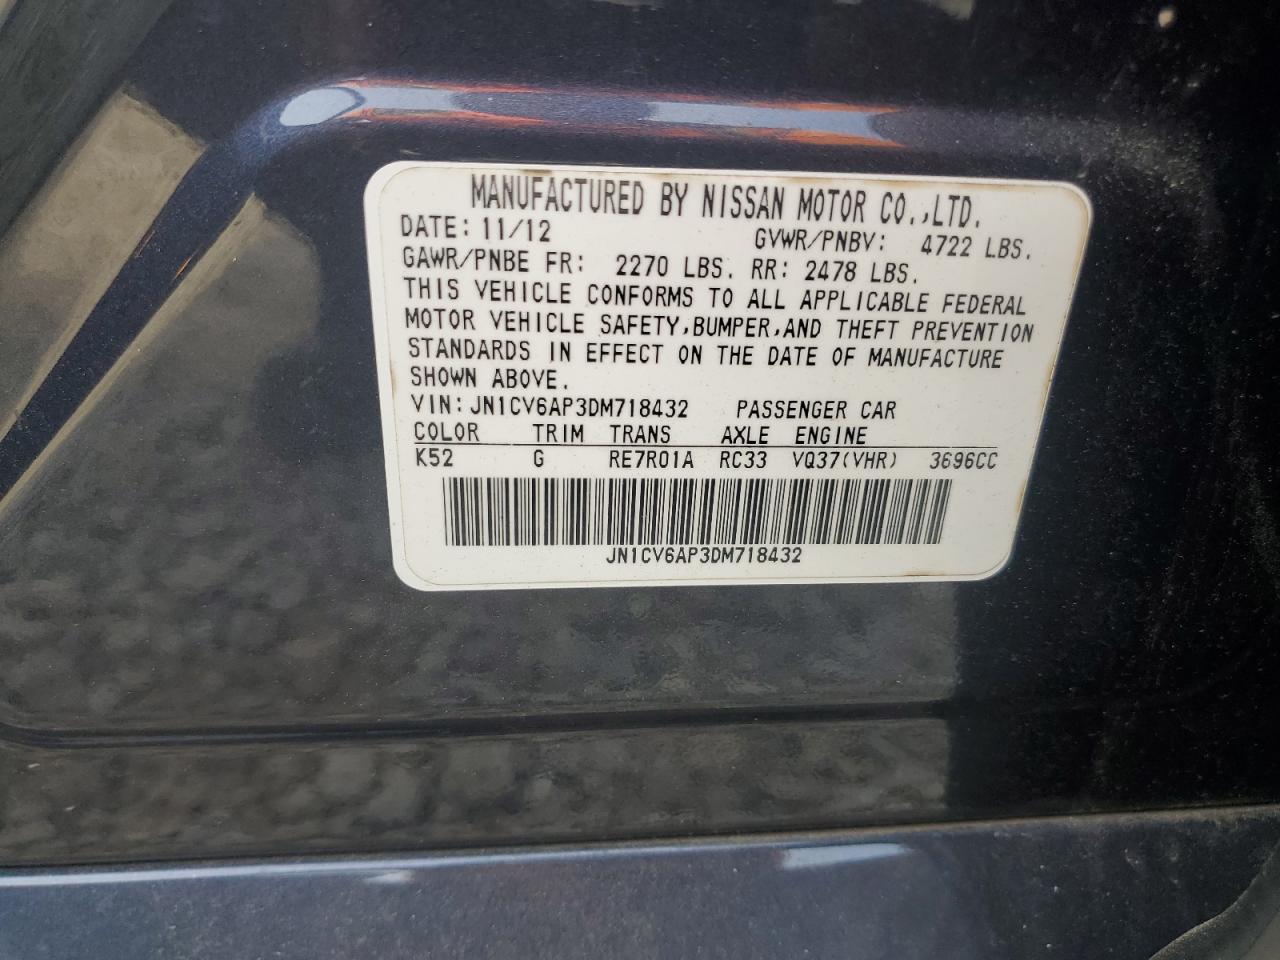 MANUFACTURED BY NISSAN MOTOR CO.,LTD.
DATE: 11/12 GVWR/PNBV: 4722 LBS.
GAWR/PNBE FR: 2270 LBS. RR: 2478 LBS.
THIS VEHICLE CONFORMS TO ALL APPLICABLE FEDERAL
MOTOR VEHICLE SAFETY,BUMPER,AND THEFT PREVENTION
STANDARDS IN EFFECT ON THE DATE OF MANUFACTURE
SHOWN ABOVE.
VIN:JN1CV6AP3DM718432 PASSENGER CAR
COLOR TRIM TRANS AXLE ENGINE
K52 G RE7R01A RC33 VQ37(VHR) 3696CC
JN1CV6AP3DM718432